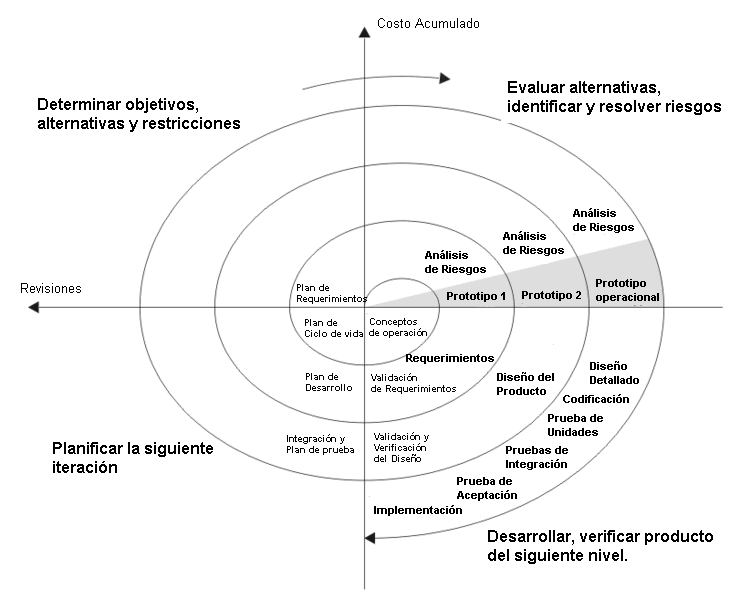 Costo Acumulado
Determinar objetivos,
alternativas y restricciones
Evaluar alternativas,
identificar y resolver riesgos
Análisis
de Riesgos
Análisis
de Riesgos
Análisis
de Riesgos
Revisiones
Plan de
Requerimientos
Prototipo 1
Prototipo 2
Prototipo
operacional
Plan de
Ciclo de vida
Conceptos
de operación
Requerimientos
Plan de
Desarrollo
Validación
de Requerimientos
Diseño del
Producto
Diseño
Detallado
Codificación
Prueba de
Unidades
Planificar la siguiente
iteración
Integración y
Plan de prueba
Validación y
Verificación
del Diseño
Pruebas de
Integración
Prueba de
Aceptación
Implementación
Desarrollar, verificar producto
del siguiente nivel.